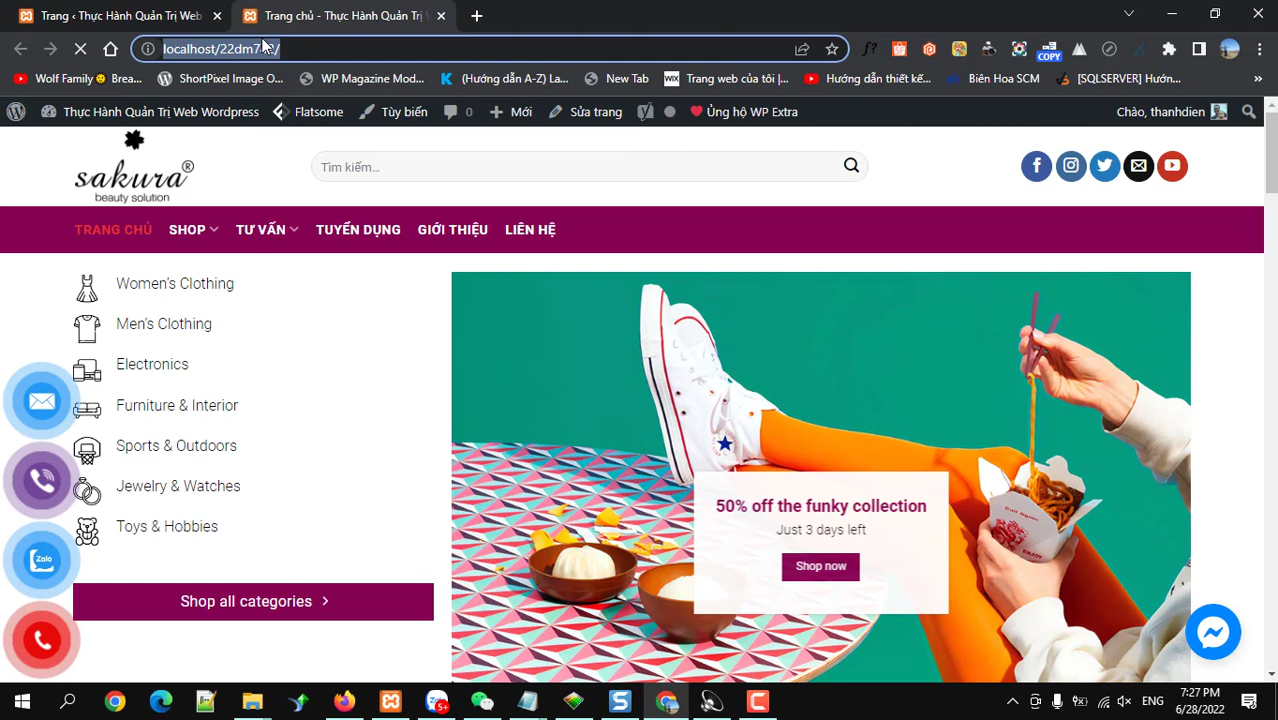 Trang ‹ Thực Hành Quản Trị Web
Trang chủ - Thực Hành Quản Trị
localhost/22dm7
COPY
Wolf Family Brea...
ShortPixel Image O...
WP Magazine Mod...
(Hướng dẫn A-Z) La...
New Tab
Trang web của tôi |...
Hướng dẫn thiết kế...
Biên Hoa SCM
[SQLSERVER] Hướn...
Thực Hành Quản Trị Web Wordpress
Flatsome
Tùy biến
0
Mới
Sửa trang
Ủng hộ WP Extra
Chào, thanhdien
sakura®
beauty solution
Tìm kiếm...
TRANG CHỦ
SHOP
TƯ VẤN
TUYỂN DỤNG
GIỚI THIỆU
LIÊN HỆ
Women's Clothing
Men's Clothing
Electronics
Furniture & Interior
Sports & Outdoors
Jewelry & Watches
Toys & Hobbies
Shop all categories
50% off the funky collection
Just 3 days left
Shop now
ENJOY
Zalo
ENG
7:27 PM
6/28/2022